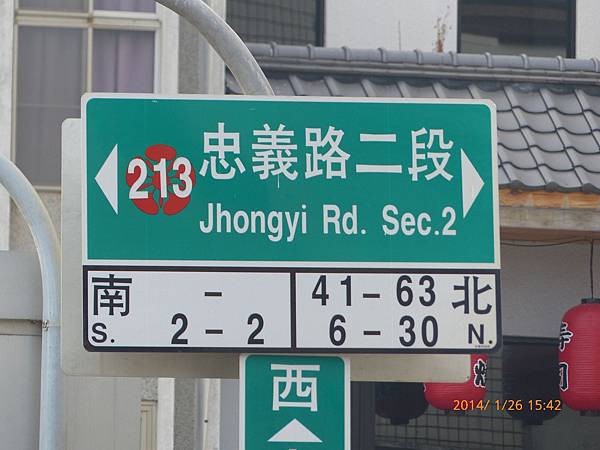 213 忠義路二段
Jhongyi Rd. Sec.2
南 - 41-63 北
S. 2-2 6-30 N.
西
2014/ 1/26 15:42